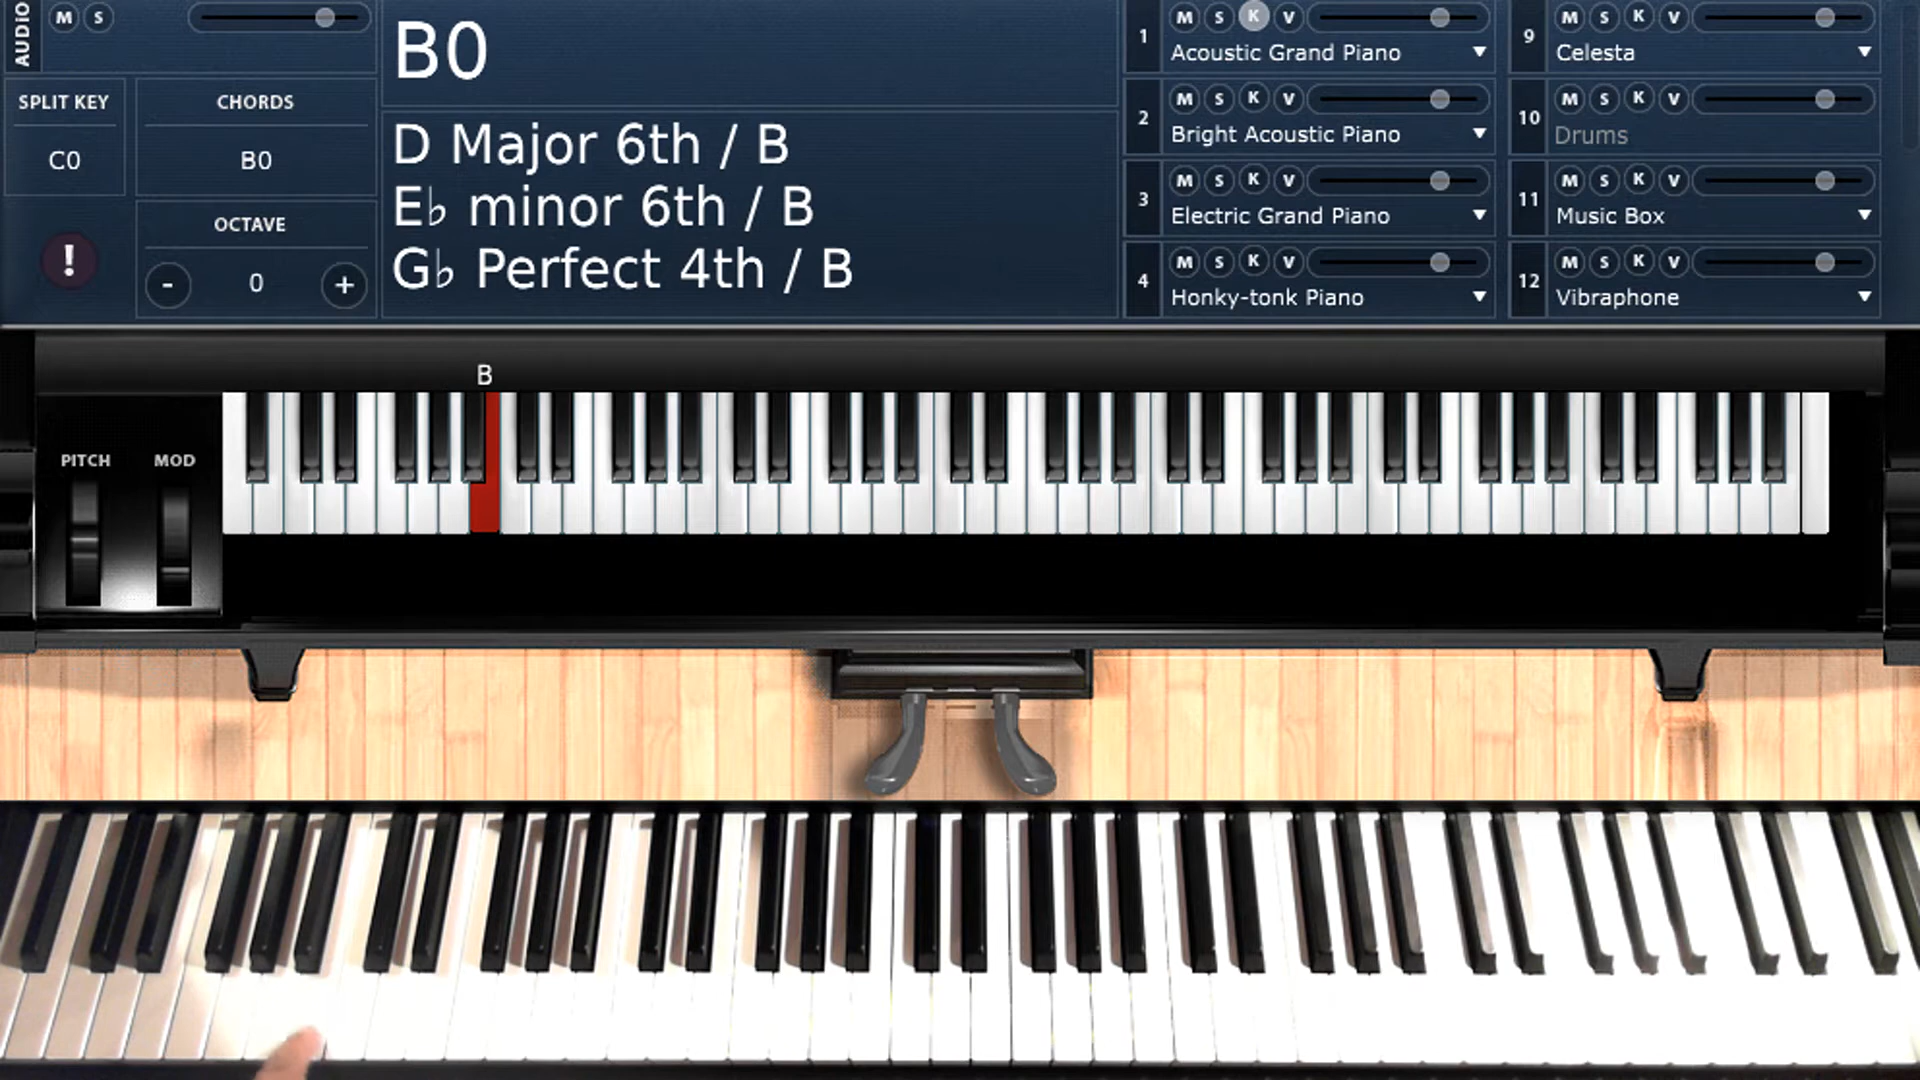 AUDIO
M S
SPLIT KEY
C0
CHORDS
B0
OCTAVE
- 0 +
!
B0
D Major 6th / B
E♭ minor 6th / B
G♭ Perfect 4th / B
1 M S K V
Acoustic Grand Piano
2 M S K V
Bright Acoustic Piano
3 M S K V
Electric Grand Piano
4 M S K V
Honky-tonk Piano
9 M S K V
Celesta
10 M S K V
Drums
11 M S K V
Music Box
12 M S K V
Vibraphone
B
PITCH MOD